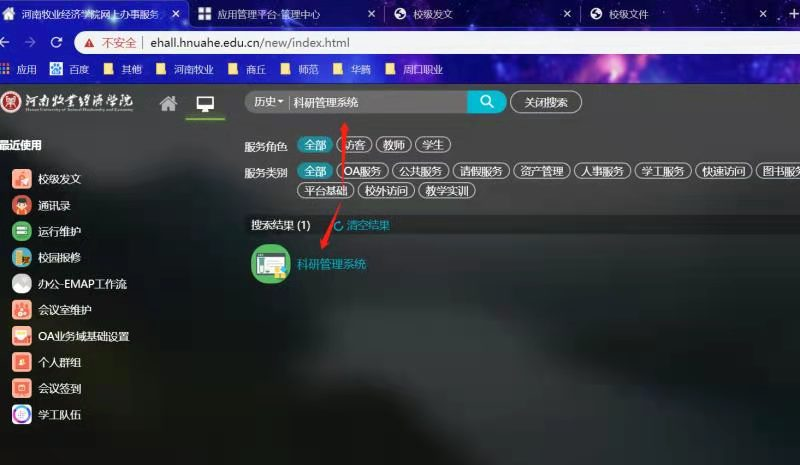 河南牧业经济学院网上办事服务 应用管理平台-管理中心 校级发文 校级文件
不安全 ehall.hnuahe.edu.cn/new/index.html
应用 百度 其他 河南牧业 商丘 师范 华腾 周口职业
河南牧业经济学院 历史 科研管理系统 关闭搜索
最近使用
校级发文
通讯录
运行维护
校园报修
办公-EMAP工作流
会议室维护
OA业务域基础设置
个人群组
会议签到
学工队伍
服务角色 全部 访客 教师 学生
服务类别 全部 OA服务 公共服务 请假服务 资产管理 人事服务 学工服务 快速访问 图书服务
平台基础 校外访问 教学实训
搜索结果 (1) 清空结果
科研管理系统